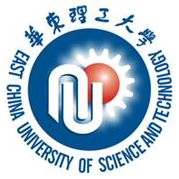 華東理工大學
EAST CHINA UNIVERSITY OF SCIENCE AND TECHNOLOGY